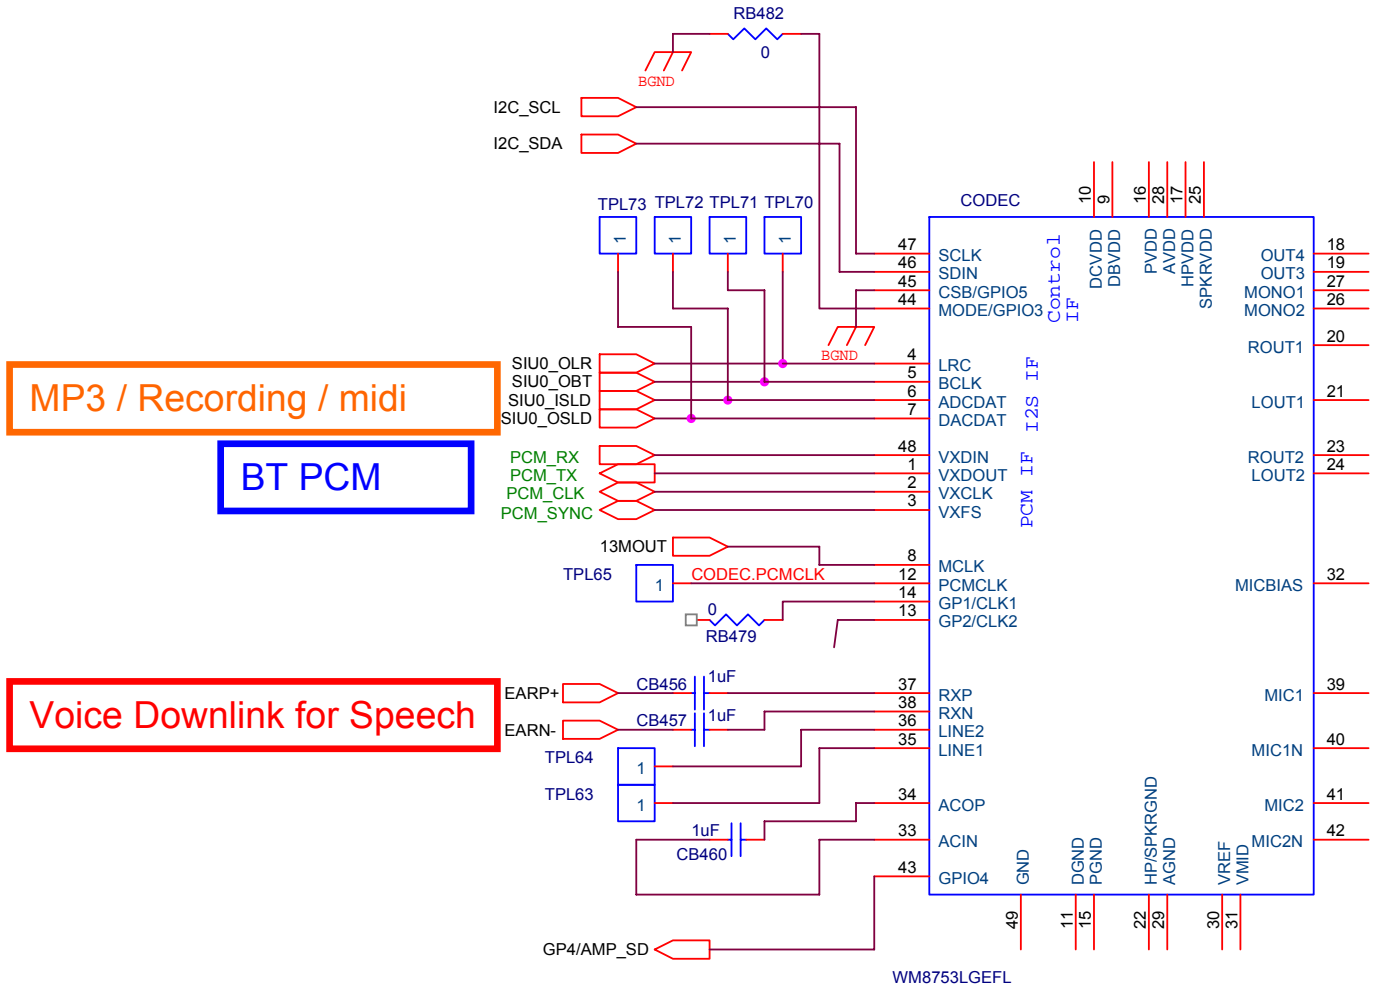 RB482
0
BGND
I2C_SCL
I2C_SDA
TPL73 TPL72 TPL71 TPL70
1 1 1 1
CODEC
10 9 16 28 17 25
DCVDD DBVDD PVDD AVDD HPVDD SPKRVDD
47 SCLK
46 SDIN
45 CSB/GPIO5
44 MODE/GPIO3
Control IF
BGND
OUT4 18
OUT3 19
MONO1 27
MONO2 26
ROUT1 20
LOUT1 21
ROUT2 23
LOUT2 24
MP3 / Recording / midi
SIU0_OLR 4 LRC
SIU0_OBT 5 BCLK
SIU0_ISLD 6 ADCDAT
SIU0_OSLD 7 DACDAT
I2S IF
BT PCM
PCM_RX 48 VXDIN
PCM_TX 1 VXDOUT
PCM_CLK 2 VXCLK
PCM_SYNC 3 VXFS
PCM IF
13MOUT 8 MCLK
TPL65 1 CODEC.PCMCLK 12 PCMCLK
14 GP1/CLK1
13 GP2/CLK2
0
RB479
MICBIAS 32
Voice Downlink for Speech
EARP+ CB456 1uF 37 RXP
EARN- CB457 1uF 38 RXN
36 LINE2
35 LINE1
TPL64 1
TPL63 1
34 ACOP
1uF
CB460
33 ACIN
43 GPIO4
MIC1 39
MIC1N 40
MIC2 41
MIC2N 42
GND DGND PGND HP/SPKRGND AGND VREF VMID
49 11 15 22 29 30 31
GP4/AMP_SD
WM8753LGEFL